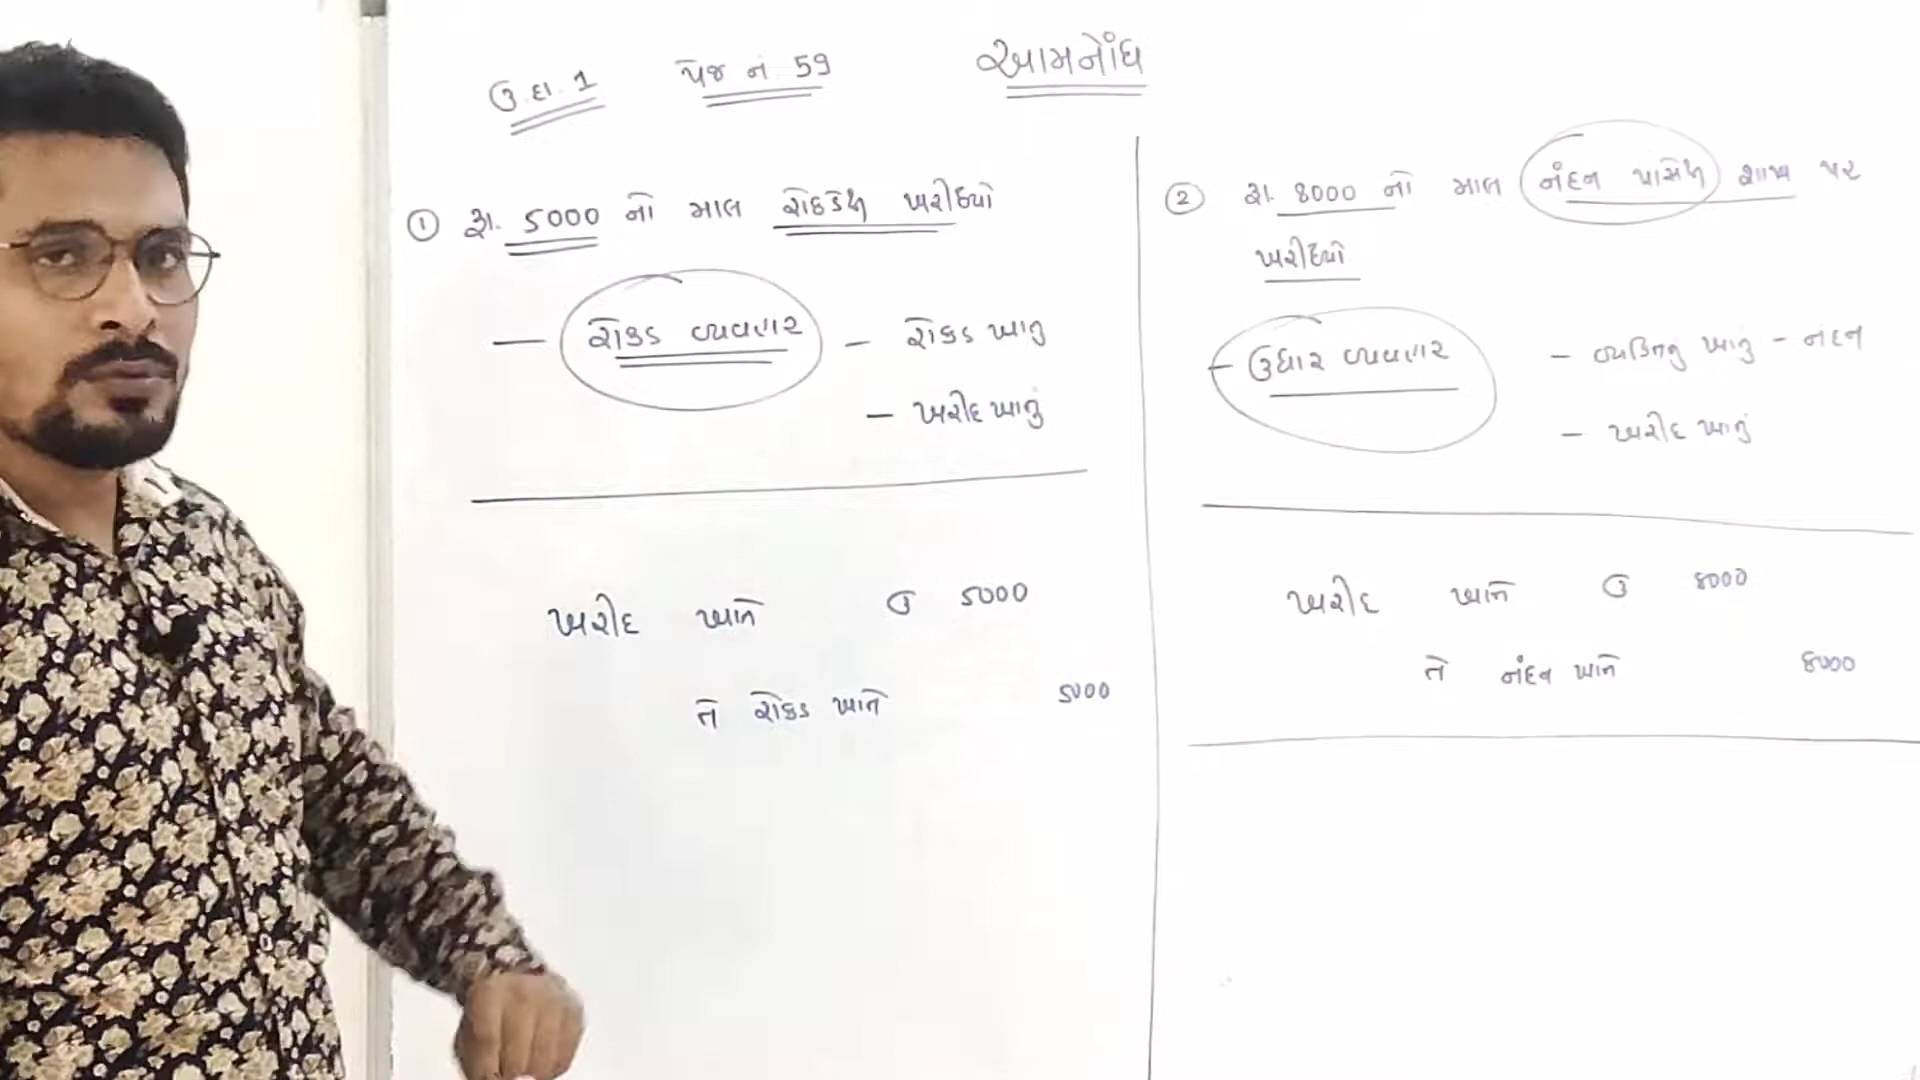 ઉ.દા. 1 પેજ નં 59 આમનોંધ
① રૂા. 5000 નો માલ રોકડેથી ખરીદ્યો
— રોકડ વ્યવહાર – રોકડ ખાતુ
– ખરીદ ખાતું
ખરીદ ખાતે ઉ 5000
તે રોકડ ખાતે 5000
② રૂા. 8000 નો માલ નંદન પાસેથી શાખ પર
ખરીદ્યો
– ઉધાર વ્યવહાર – વ્યક્તિનું ખાતુ – નંદન
– ખરીદ ખાતું
ખરીદ ખાતે ઉ 8000
તે નંદન ખાતે 8000